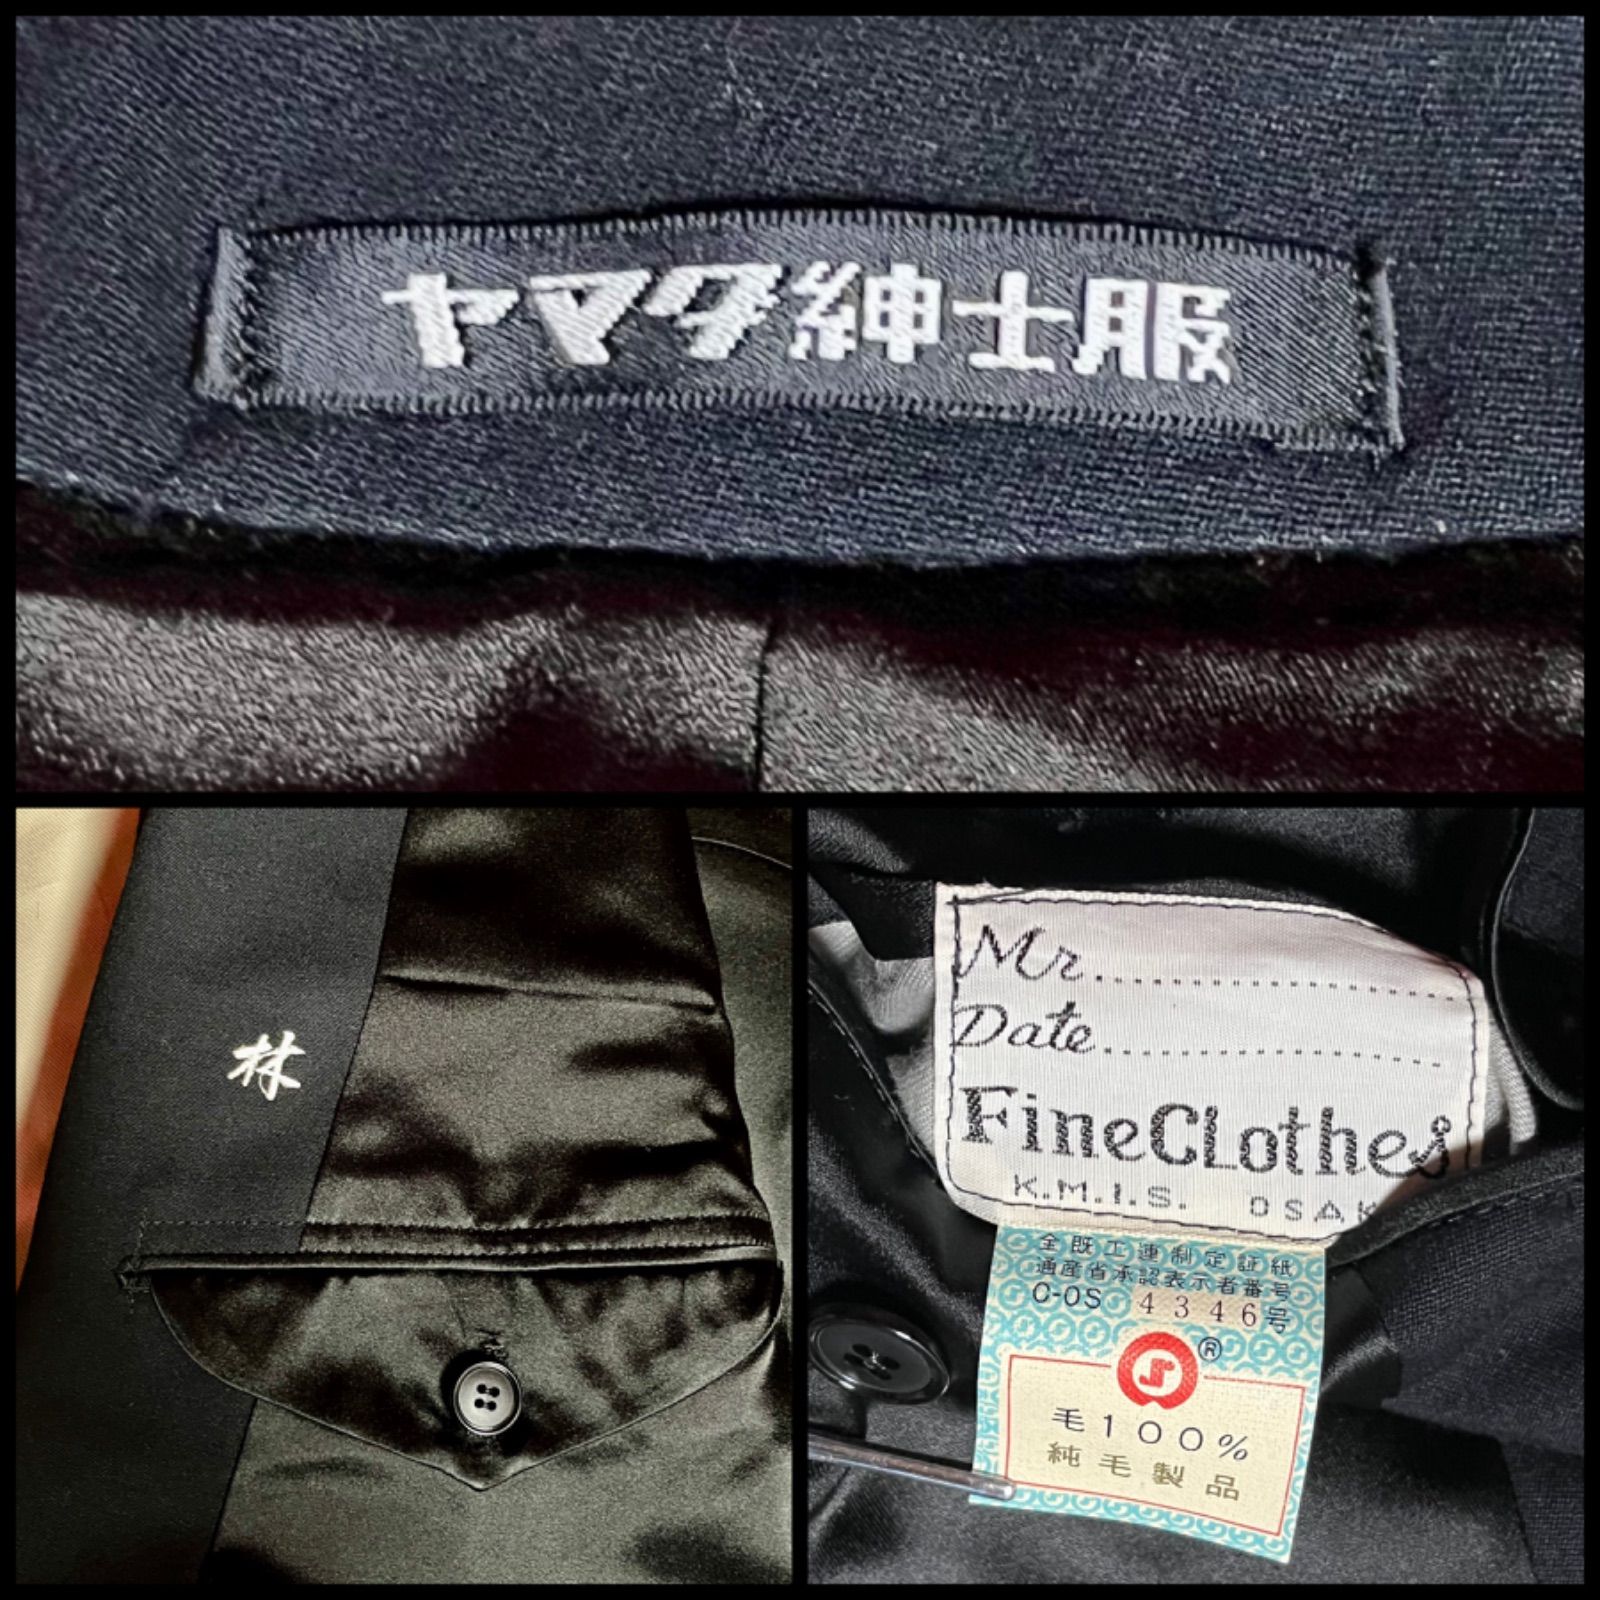 ヤマダ紳士服
林
Mr.
Date
FineClothes
K.M.I.S. OSAK
全既工連制定証紙
通産省承認表示者番号
C-OS 4346号
®
毛100%
純毛製品